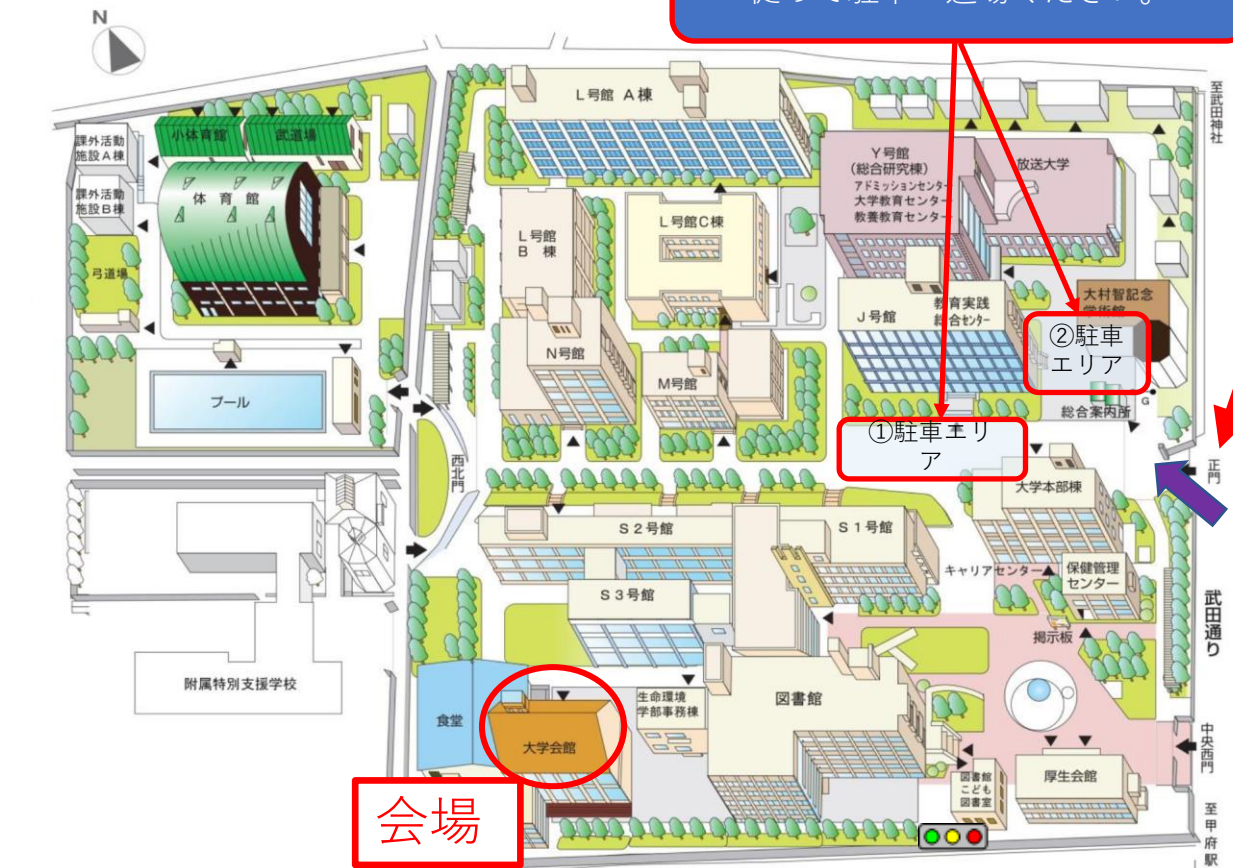 従って駐車・退場ください。
N
L号館 A棟
至武田神社
小体育館
武道場
課外活動
施設A棟
課外活動
施設B棟
体育館
弓道場
プール
Y号館
(総合研究棟)
アドミッションセンター
大学教育センター
教養教育センター
放送大学
L号館
B 棟
L号館C棟
大村智記念
学術館
J号館
教育実践
総合センター
②駐車
エリア
N号館
M号館
G
総合案内所
①駐車エリ
ア
西北門
正門
大学本部棟
S2号館
S1号館
キャリアセンター
保健管理
センター
S3号館
掲示板
武田通り
附属特別支援学校
食堂
大学会館
生命環境
学部事務棟
図書館
中央西門
図書館
こども
図書室
厚生会館
会場
至甲府駅